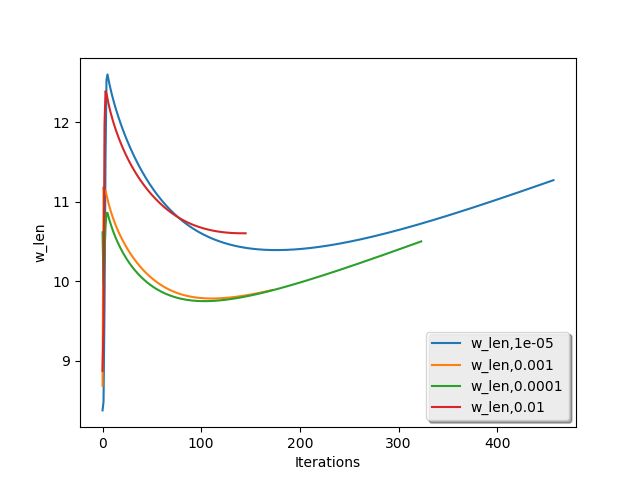 12
11
10
9
w_len
0 100 200 300 400
Iterations
w_len,1e-05
w_len,0.001
w_len,0.0001
w_len,0.01